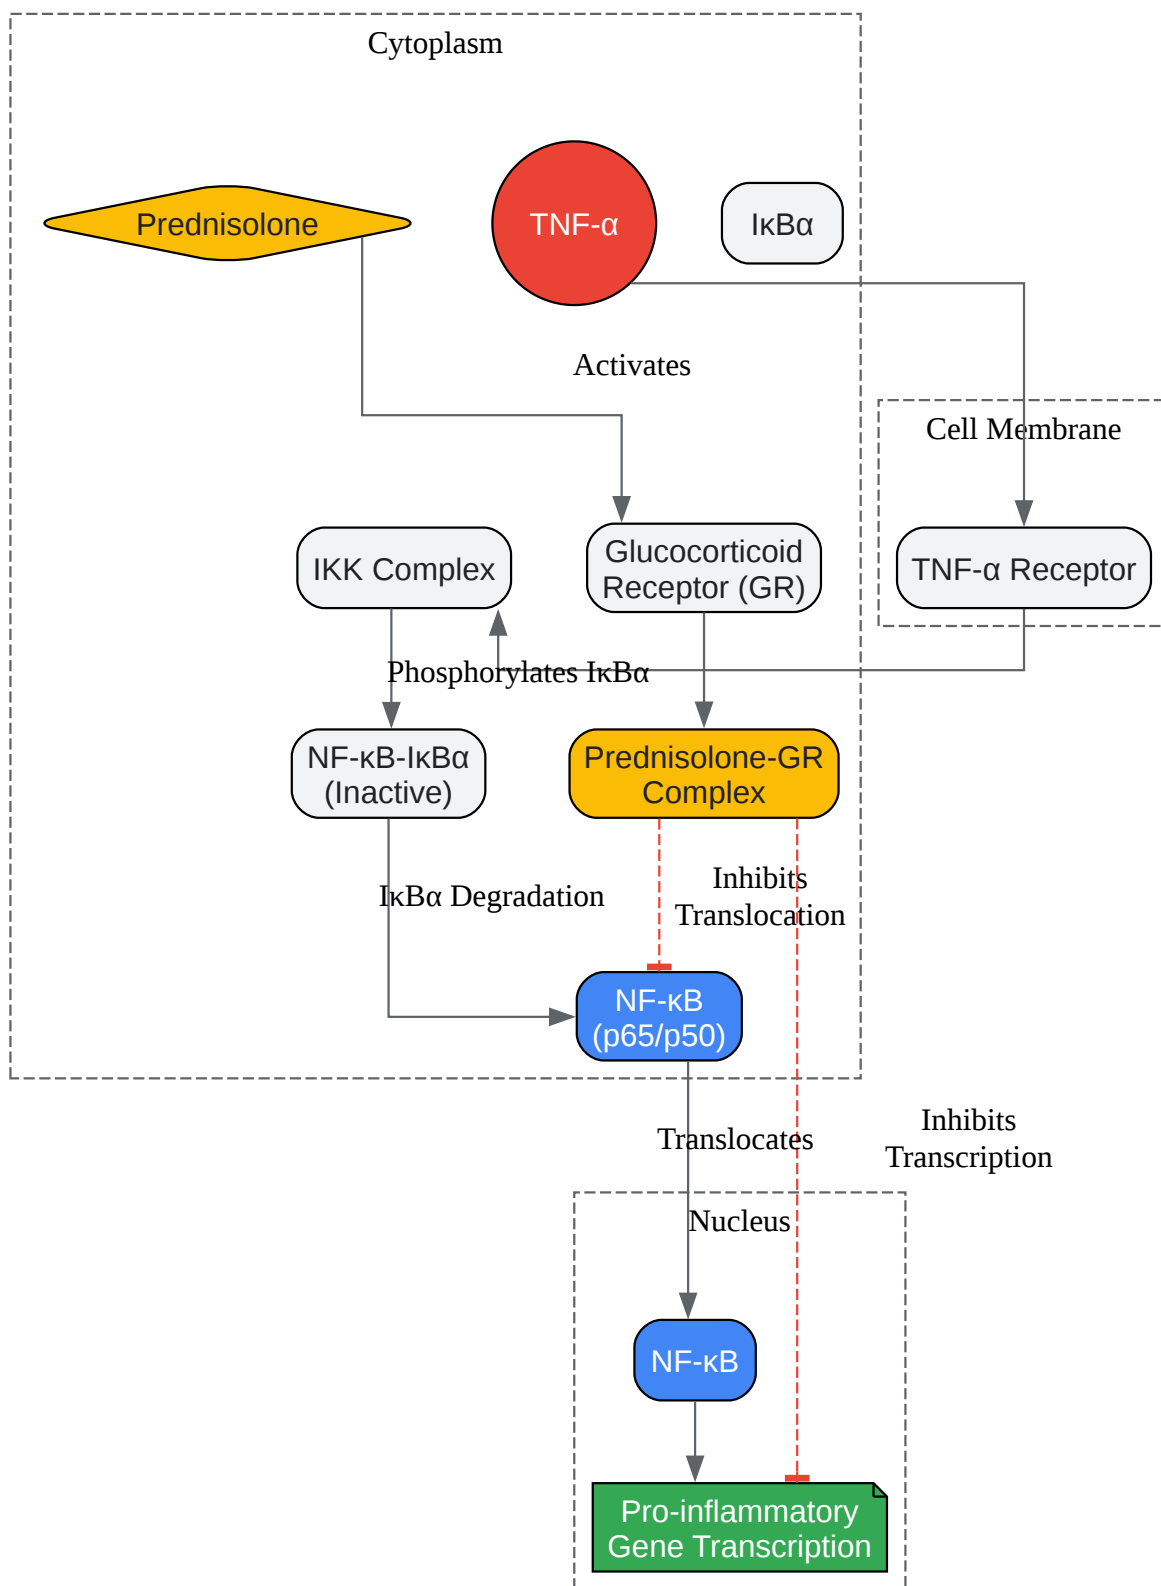 Cytoplasm
Prednisolone
TNF-α
IκBα
Activates
Cell Membrane
IKK Complex
Glucocorticoid
Receptor (GR)
TNF-α Receptor
Phosphorylates IκBα
NF-κB-IκBα
(Inactive)
Prednisolone-GR
Complex
IκBα Degradation
Inhibits
Translocation
NF-κB
(p65/p50)
Translocates
Inhibits
Transcription
Nucleus
NF-κB
Pro-inflammatory
Gene Transcription